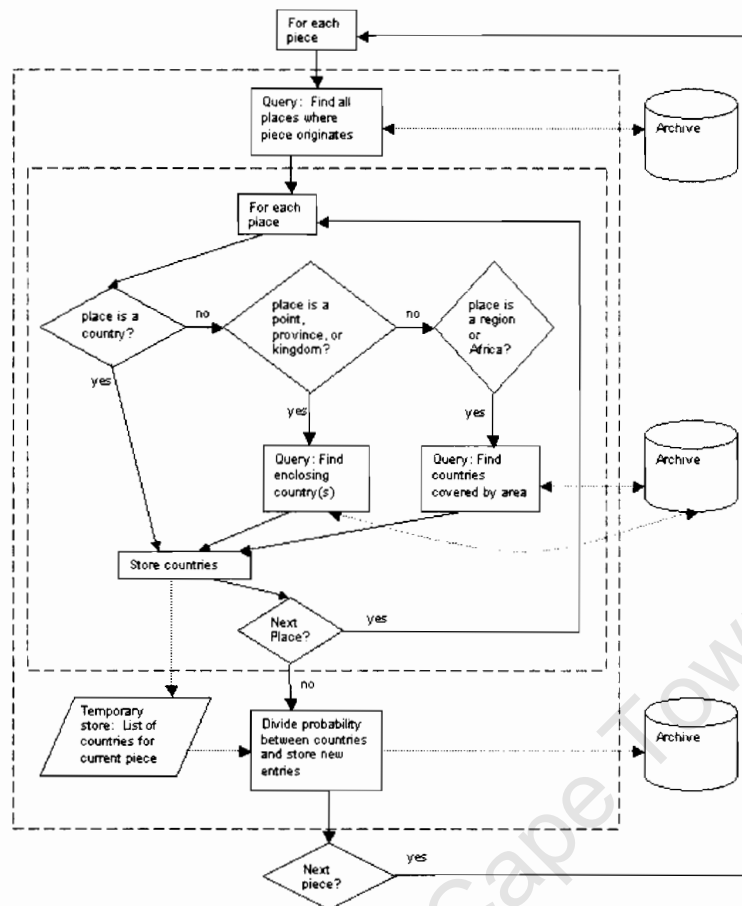 For each
piece
Query: Find all
places where
piece originates
Archive
For each
place
place is a
country?
no
place is a
point,
province, or
kingdom?
no
place is
a region
or
Africa?
yes
yes
yes
Query: Find
enclosing
country(s)
Query: Find
countries
covered by area
Archive
Store countries
Next
Place?
yes
no
Temporary
store: List of
countries for
current piece
Divide probability
between countries
and store new
entries
Archive
Next
piece?
yes
Cape Tow